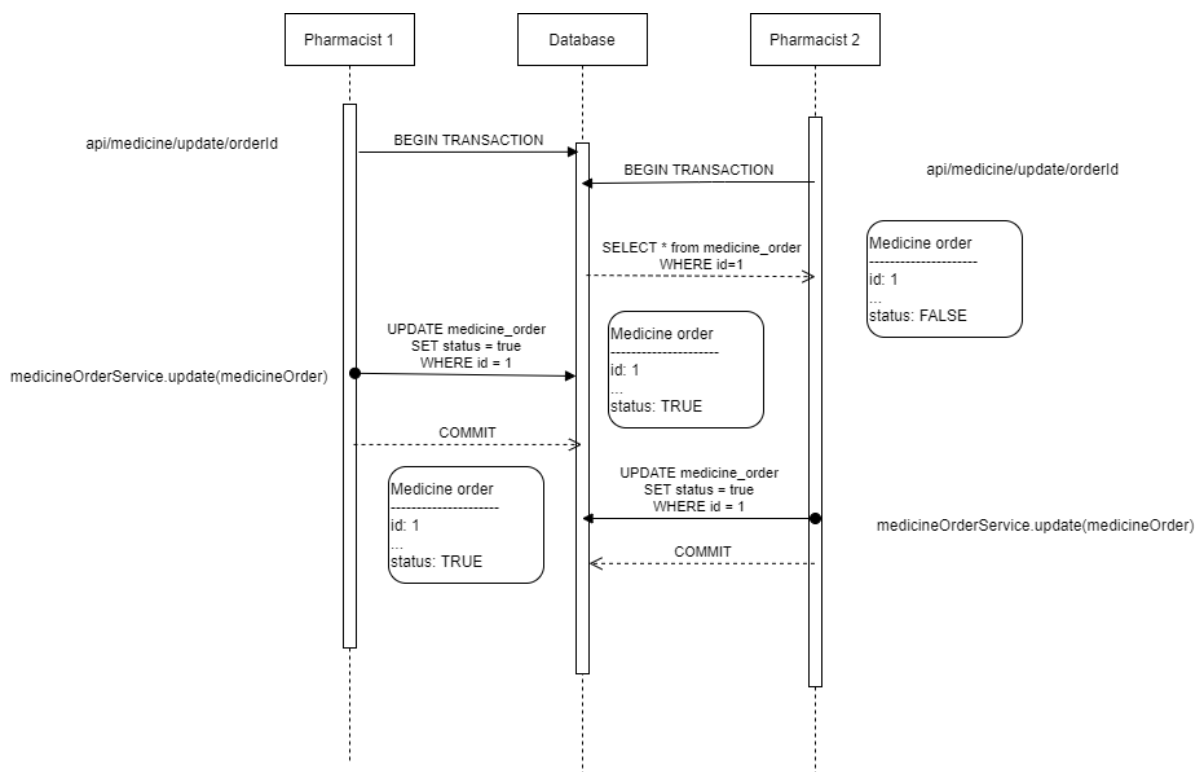 Pharmacist 1
Database
Pharmacist 2
api/medicine/update/orderId
BEGIN TRANSACTION
BEGIN TRANSACTION
api/medicine/update/orderId
SELECT * from medicine_order
WHERE id=1
Medicine order
---------------------
id: 1
...
status: FALSE
UPDATE medicine_order
SET status = true
WHERE id = 1
medicineOrderService.update(medicineOrder)
Medicine order
---------------------
id: 1
...
status: TRUE
COMMIT
Medicine order
---------------------
id: 1
...
status: TRUE
UPDATE medicine_order
SET status = true
WHERE id = 1
medicineOrderService.update(medicineOrder)
COMMIT